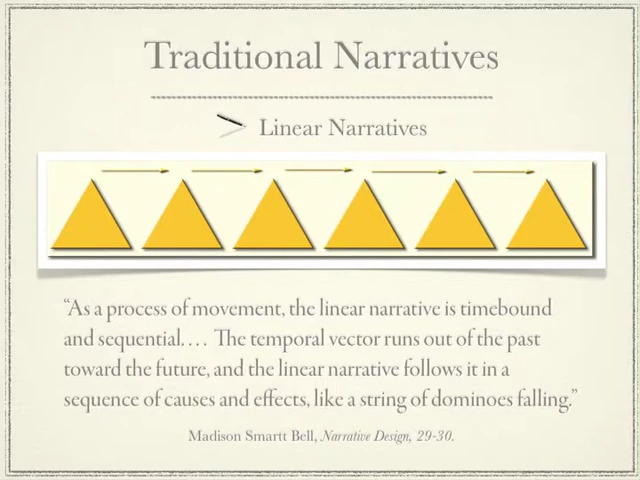 Traditional Narratives
Linear Narratives
“As a process of movement, the linear narrative is timebound
and sequential. . . . The temporal vector runs out of the past
toward the future, and the linear narrative follows it in a
sequence of causes and effects, like a string of dominoes falling.”
Madison Smartt Bell, Narrative Design, 29-30.